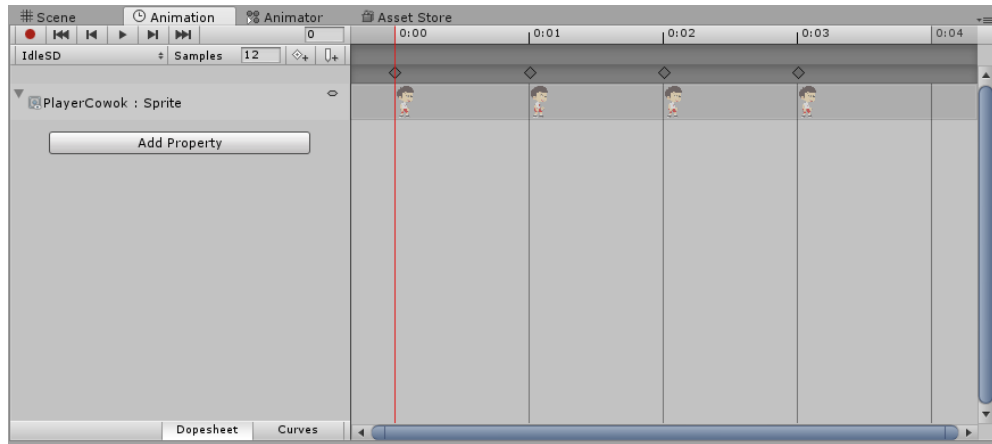 Scene Animation Animator Asset Store
0 0:00 0:01 0:02 0:03 0:04
IdleSD Samples 12
PlayerCowok : Sprite
Add Property
Dopesheet Curves